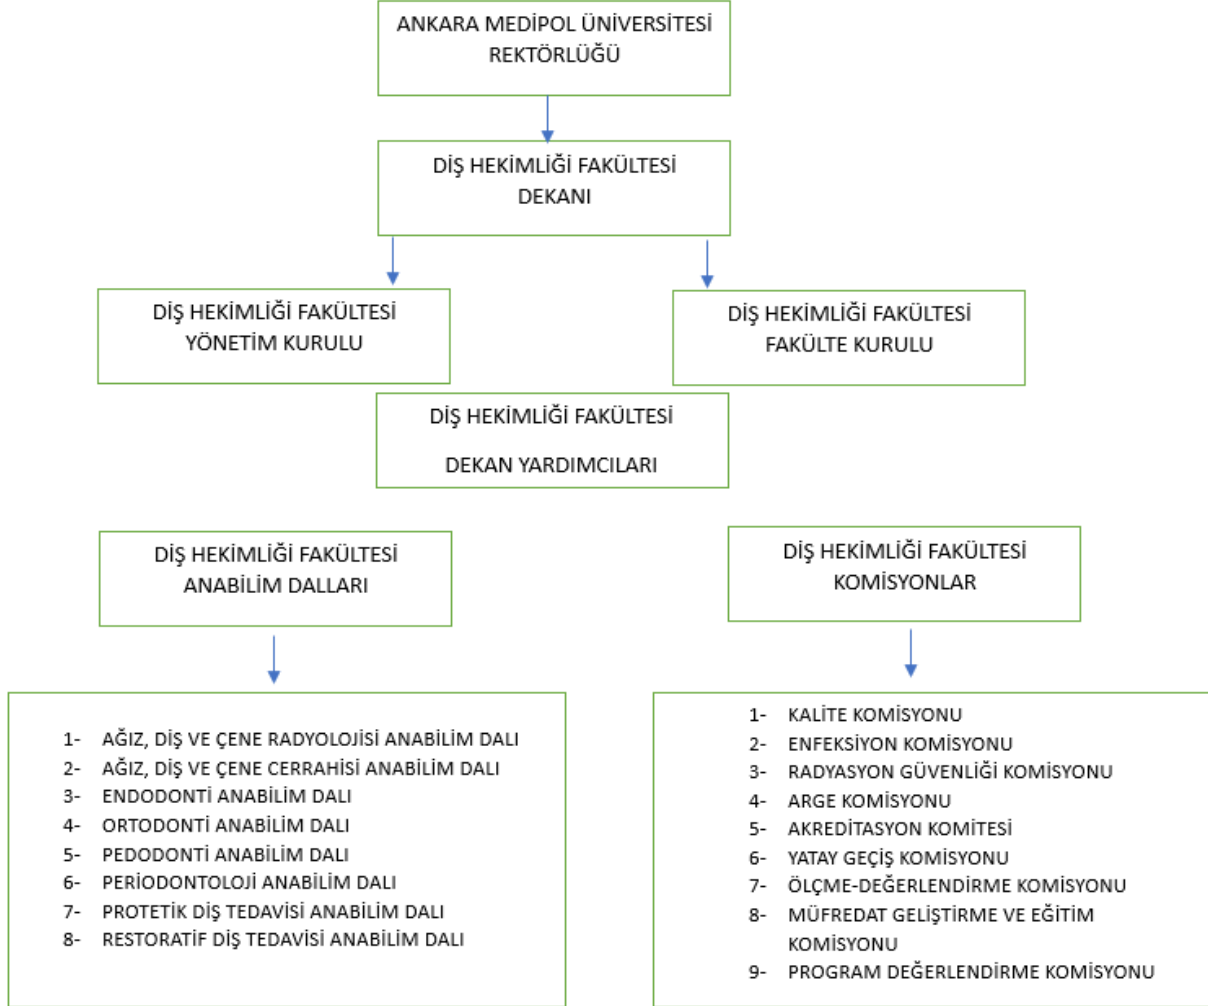 ANKARA MEDİPOL ÜNİVERSİTESİ
REKTÖRLÜĞÜ
DİŞ HEKİMLİĞİ FAKÜLTESİ
DEKANI
DİŞ HEKİMLİĞİ FAKÜLTESİ
YÖNETİM KURULU
DİŞ HEKİMLİĞİ FAKÜLTESİ
FAKÜLTE KURULU
DİŞ HEKİMLİĞİ FAKÜLTESİ
DEKAN YARDIMCILARI
DİŞ HEKİMLİĞİ FAKÜLTESİ
ANABİLİM DALLARI
DİŞ HEKİMLİĞİ FAKÜLTESİ
KOMİSYONLAR
1- AĞIZ, DİŞ VE ÇENE RADYOLOJİSİ ANABİLİM DALI
2- AĞIZ, DİŞ VE ÇENE CERRAHİSİ ANABİLİM DALI
3- ENDODONTİ ANABİLİM DALI
4- ORTODONTİ ANABİLİM DALI
5- PEDODONTİ ANABİLİM DALI
6- PERİODONTOLOJİ ANABİLİM DALI
7- PROTETİK DİŞ TEDAVİSİ ANABİLİM DALI
8- RESTORATİF DİŞ TEDAVİSİ ANABİLİM DALI
1- KALİTE KOMİSYONU
2- ENFEKSİYON KOMİSYONU
3- RADYASYON GÜVENLİĞİ KOMİSYONU
4- ARGE KOMİSYONU
5- AKREDİTASYON KOMİTESİ
6- YATAY GEÇİŞ KOMİSYONU
7- ÖLÇME-DEĞERLENDİRME KOMİSYONU
8- MÜFREDAT GELİŞTİRME VE EĞİTİM
KOMİSYONU
9- PROGRAM DEĞERLENDİRME KOMİSYONU